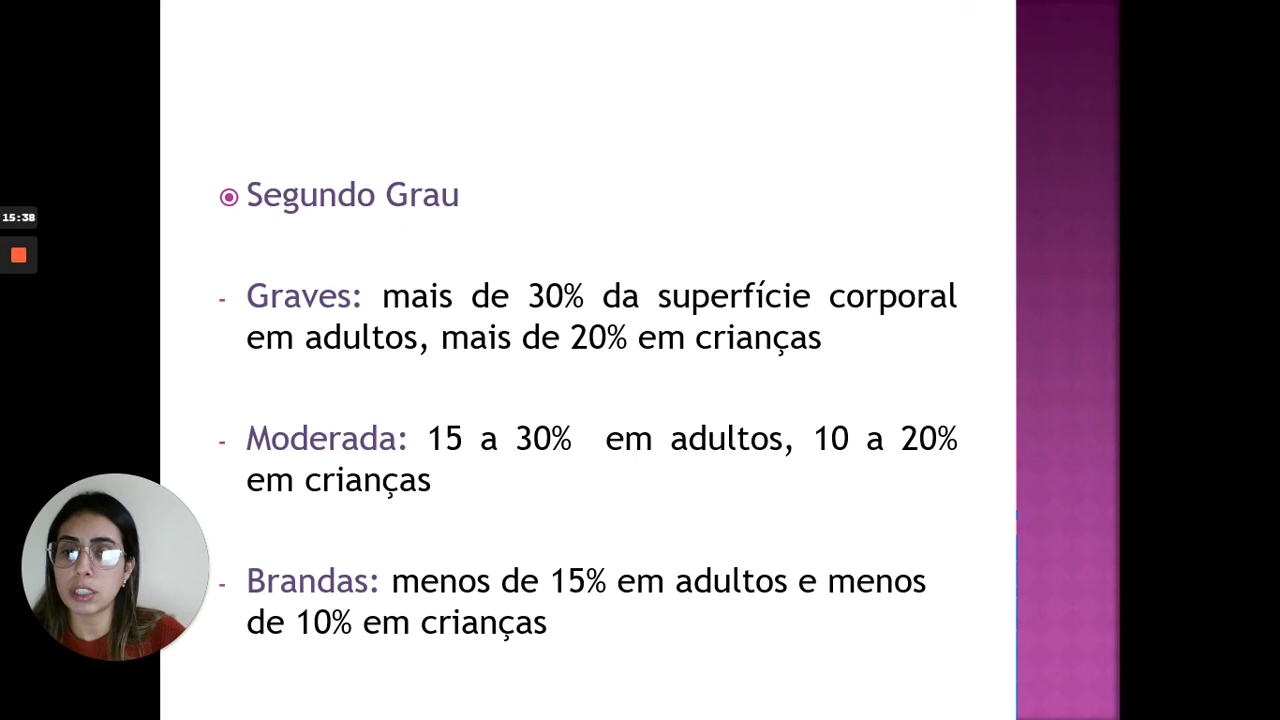 Segundo Grau
15:38
- Graves: mais de 30% da superfície corporal
em adultos, mais de 20% em crianças
- Moderada: 15 a 30% em adultos, 10 a 20%
em crianças
- Brandas: menos de 15% em adultos e menos
de 10% em crianças